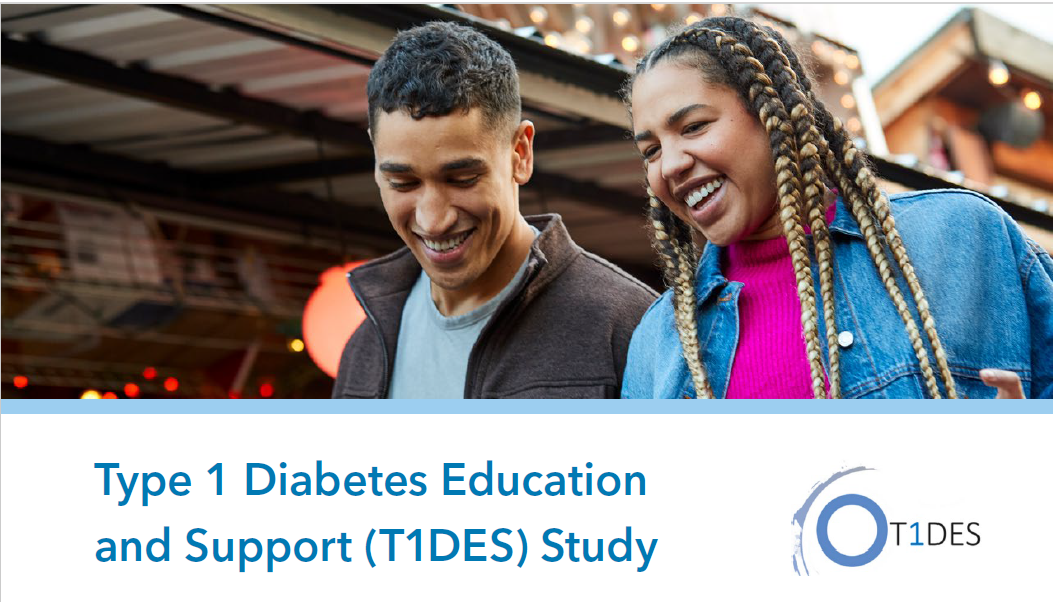 Type 1 Diabetes Education
and Support (T1DES) Study
T1DES